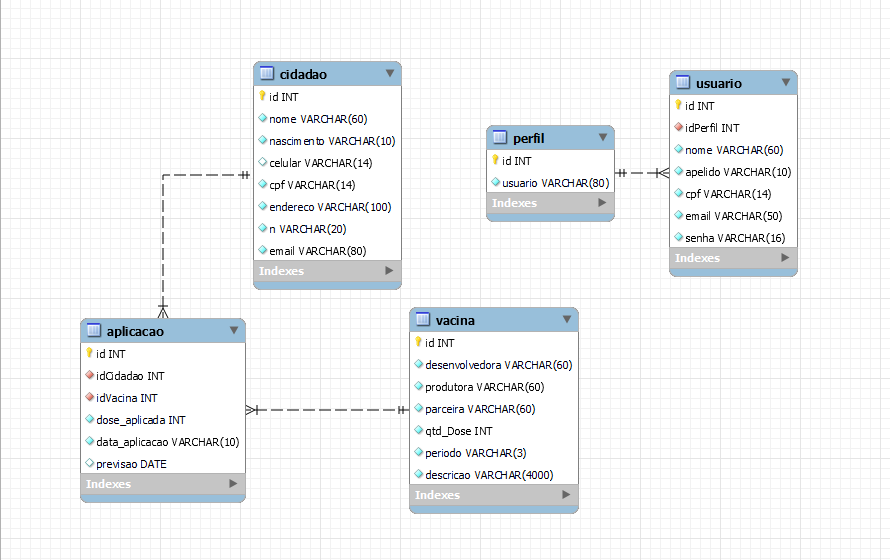 cidadao
id INT
nome VARCHAR(60)
nascimento VARCHAR(10)
celular VARCHAR(14)
cpf VARCHAR(14)
endereco VARCHAR(100)
n VARCHAR(20)
email VARCHAR(80)
Indexes
perfil
id INT
usuario VARCHAR(80)
Indexes
usuario
id INT
idPerfil INT
nome VARCHAR(60)
apelido VARCHAR(10)
cpf VARCHAR(14)
email VARCHAR(50)
senha VARCHAR(16)
Indexes
aplicacao
id INT
idCidadao INT
idVacina INT
dose_aplicada INT
data_aplicacao VARCHAR(10)
previsao DATE
Indexes
vacina
id INT
desenvolvedora VARCHAR(60)
produtora VARCHAR(60)
parceira VARCHAR(60)
qtd_Dose INT
periodo VARCHAR(3)
descricao VARCHAR(4000)
Indexes